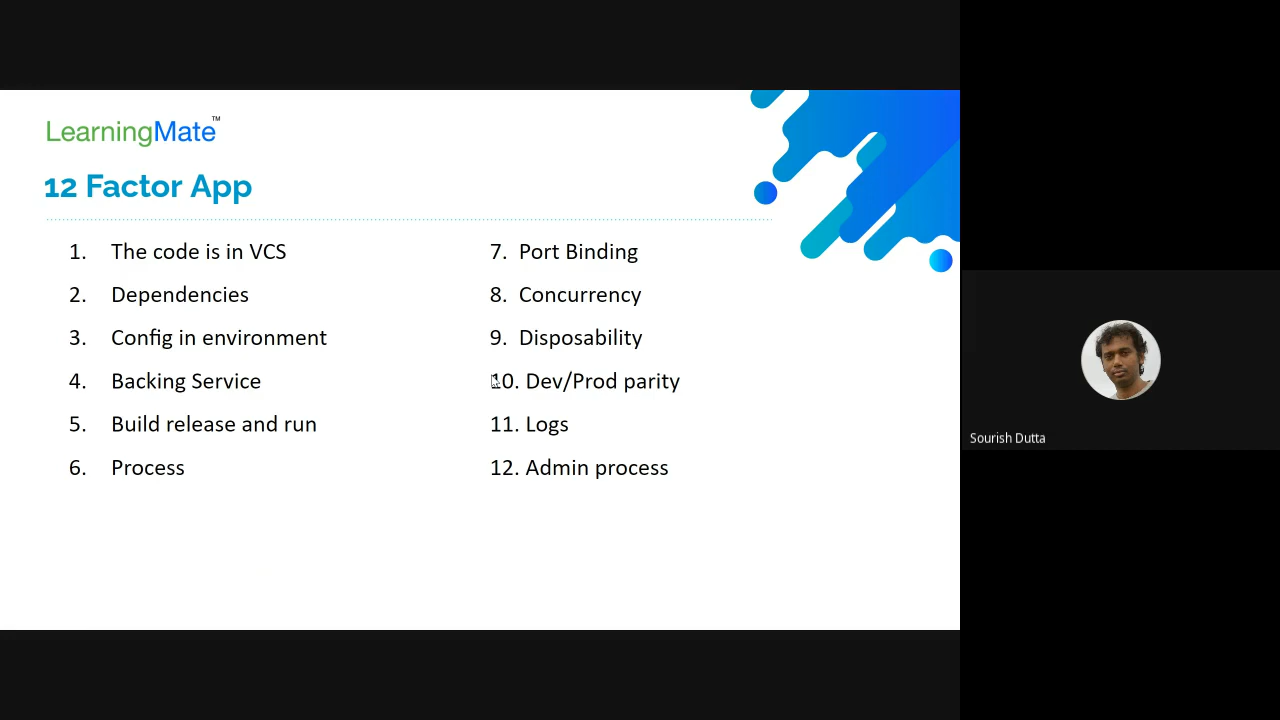 LearningMate™
12 Factor App
1. The code is in VCS
2. Dependencies
3. Config in environment
4. Backing Service
5. Build release and run
6. Process
7. Port Binding
8. Concurrency
9. Disposability
10. Dev/Prod parity
11. Logs
12. Admin process
Sourish Dutta